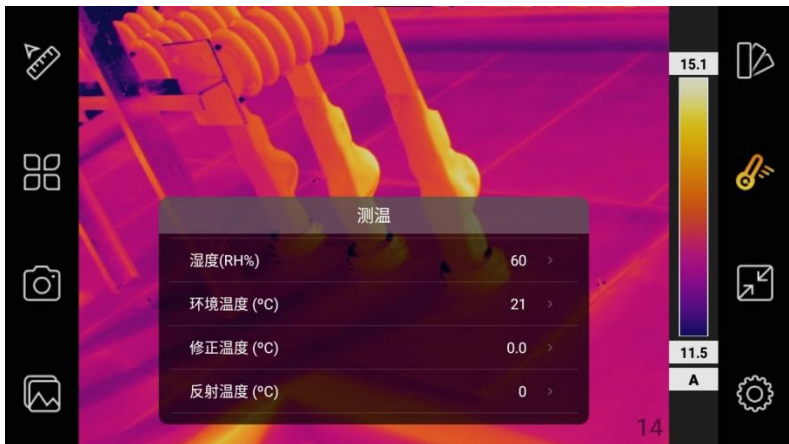 15.1
测温
湿度(RH%) 60
环境温度 (ºC) 21
修正温度 (ºC) 0.0
反射温度 (ºC) 0
11.5
A
14